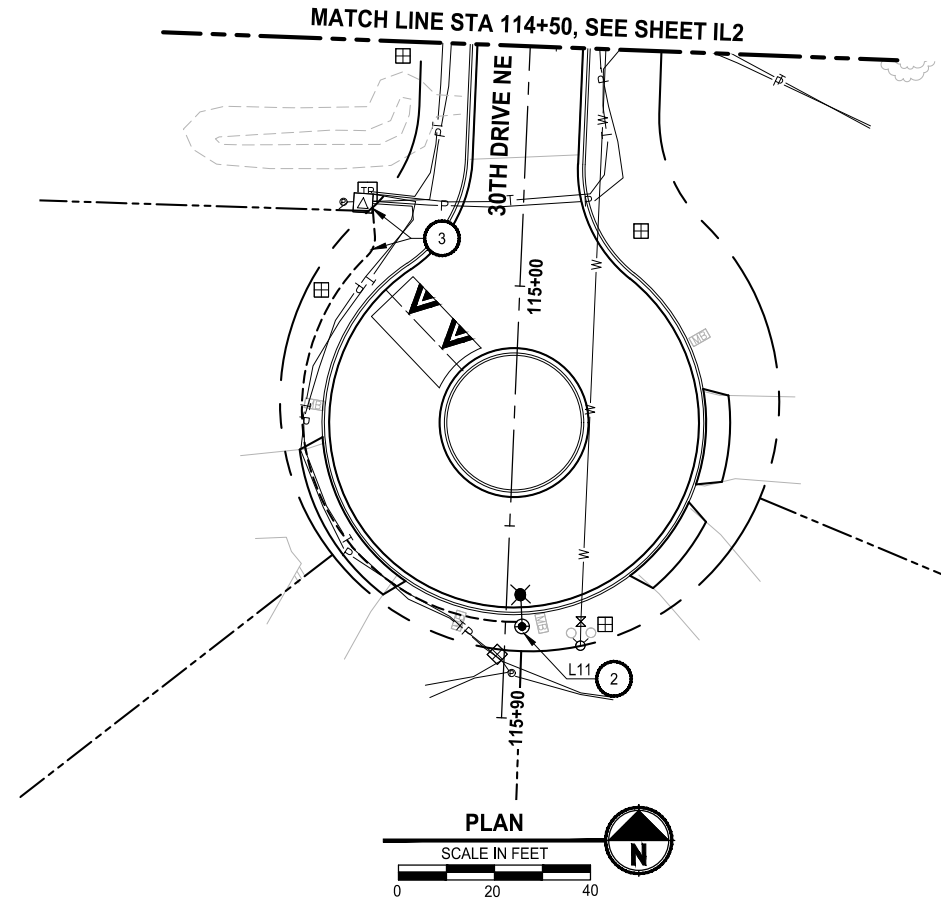 MATCH LINE STA 114+50, SEE SHEET IL2
30TH DRIVE NE
TR
3
115+00
W
W
W
W
P
P
T
P
T
P
T
P
T
P
L11
2
115+90
PLAN
SCALE IN FEET
0 20 40
N